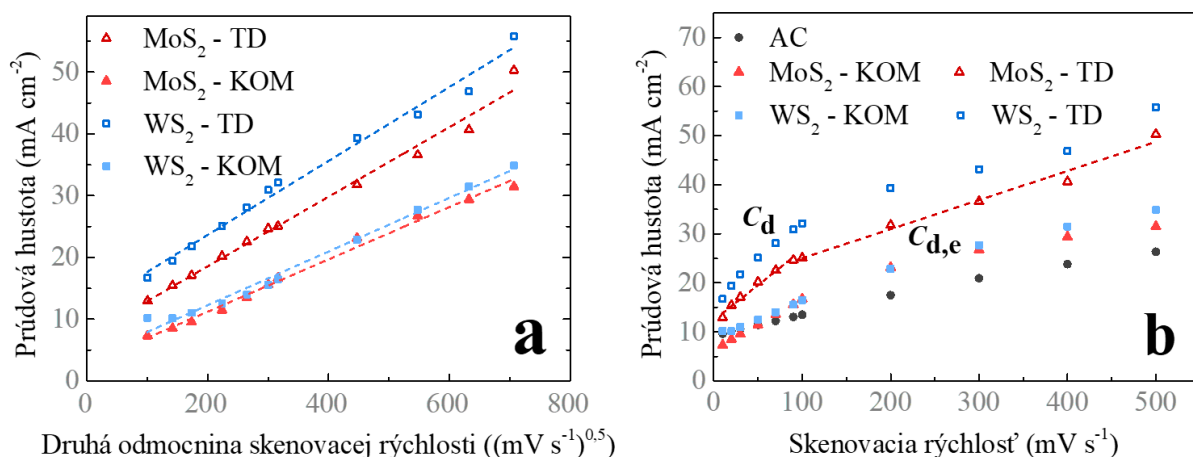 MoS₂ - TD
MoS₂ - KOM
WS₂ - TD
WS₂ - KOM
Prúdová hustota (mA cm⁻²)
0
10
20
30
40
50
0
200
400
600
800
a
Druhá odmocnina skenovacej rýchlosti ((mV s⁻¹)⁰,⁵)
AC
MoS₂ - KOM
MoS₂ - TD
WS₂ - KOM
WS₂ - TD
Prúdová hustota (mA cm⁻²)
0
10
20
30
40
50
60
70
C_d
C_d,e
0
100
200
300
400
500
b
Skenovacia rýchlosť (mV s⁻¹)